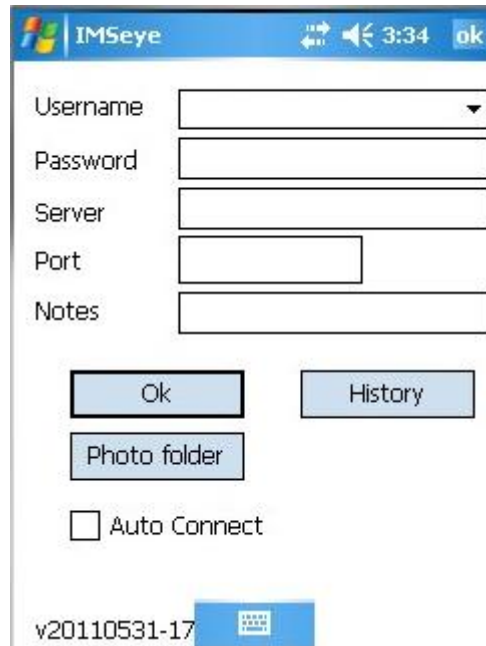 IMSeye 3:34 ok
Username
Password
Server
Port
Notes
Ok History
Photo folder
Auto Connect
v20110531-17